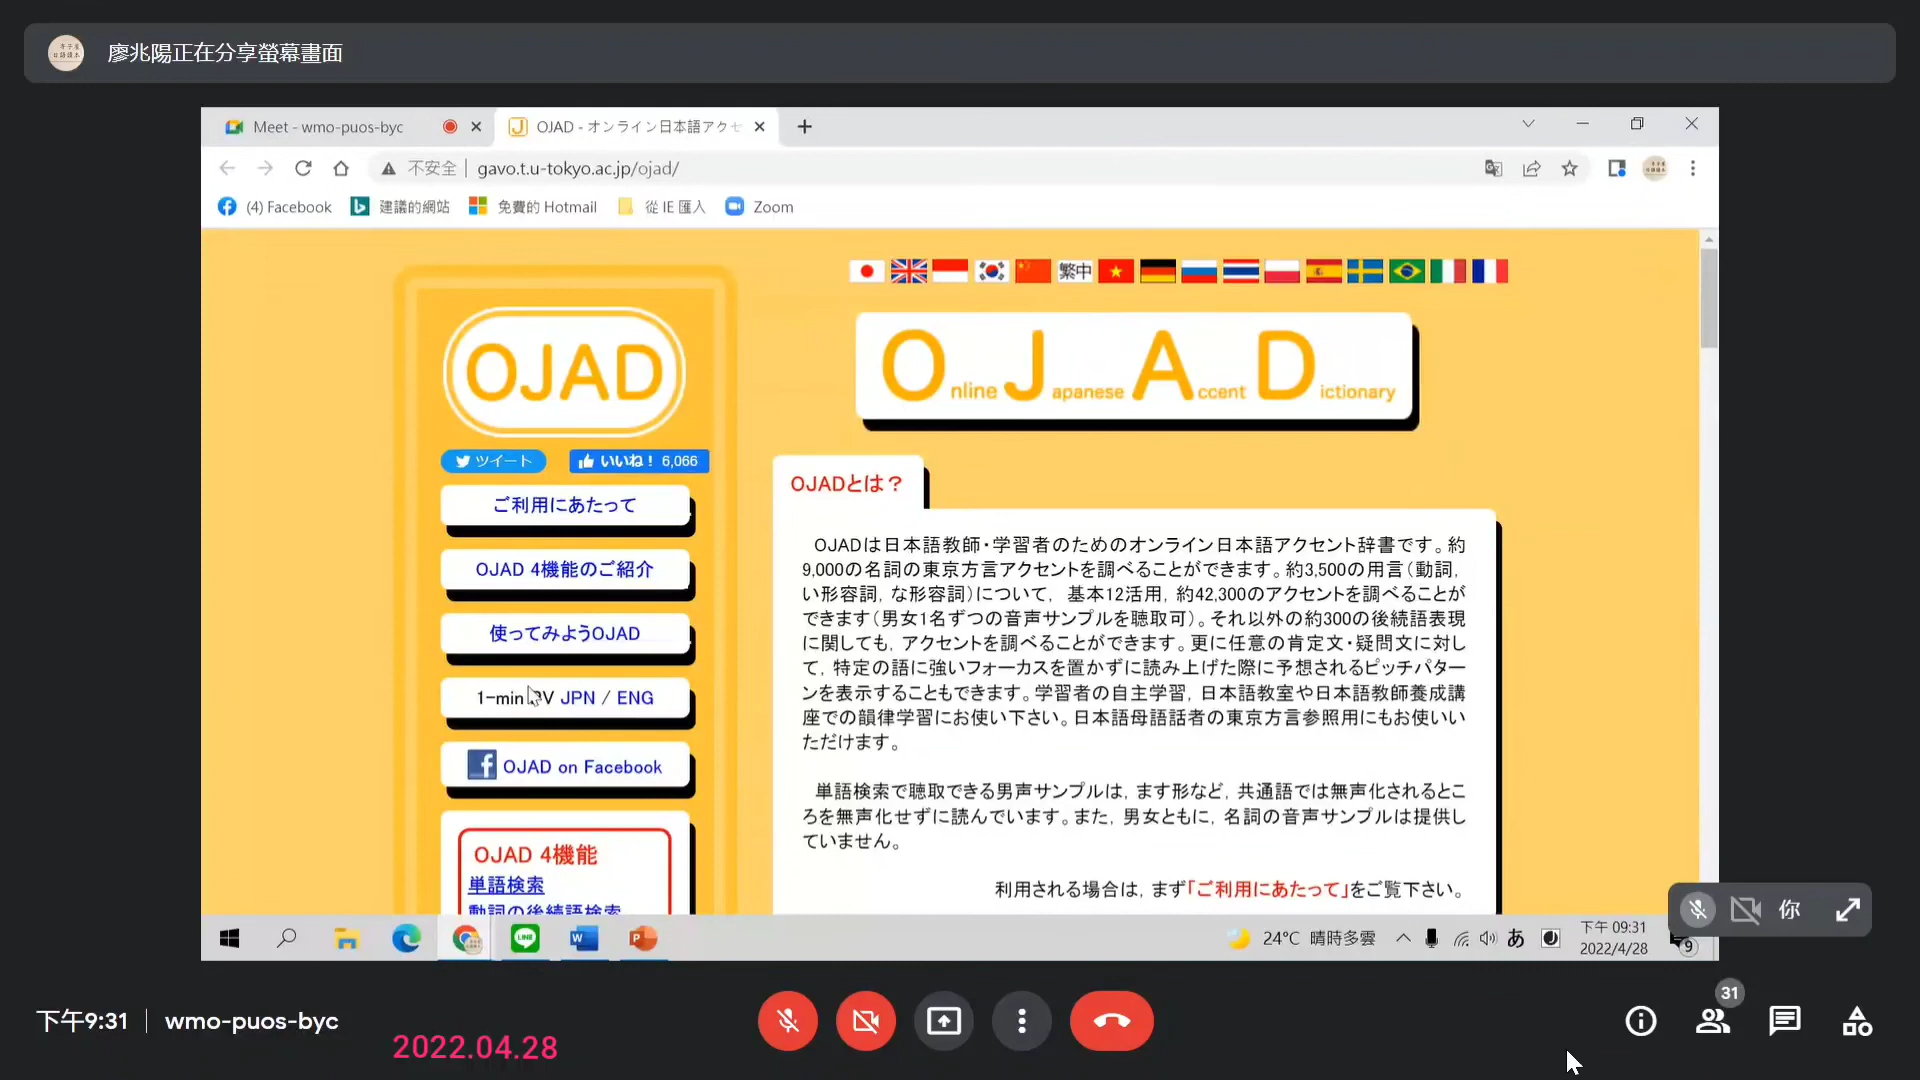 廖兆陽正在分享螢幕畫面
Meet - wmo-puos-byc
OJAD - オンライン日本語アクセ
不安全 gavo.t.u-tokyo.ac.jp/ojad/
(4) Facebook 建議的網站 免費的 Hotmail 從 IE 匯入 Zoom
繁中
OJAD
Online Japanese Accent Dictionary
ツイート いいね! 6,066
ご利用にあたって
OJAD 4機能のご紹介
使ってみようOJAD
1-min PV JPN / ENG
OJAD on Facebook
OJAD 4機能
単語検索
動詞の後続語検索
OJADとは?
OJADは日本語教師・学習者のためのオンライン日本語アクセント辞書です。約
9,000の名詞の東京方言アクセントを調べることができます。約3,500の用言(動詞,
い形容詞, な形容詞)について, 基本12活用, 約42,300のアクセントを調べることが
できます(男女1名ずつの音声サンプルを聴取可)。それ以外の約300の後続語表現
に関しても, アクセントを調べることができます。更に任意の肯定文・疑問文に対し
て, 特定の語に強いフォーカスを置かずに読み上げた際に予想されるピッチパター
ンを表示することもできます。学習者の自主学習, 日本語教室や日本語教師養成講
座での韻律学習にお使い下さい。日本語母語話者の東京方言参照用にもお使いい
ただけます。
単語検索で聴取できる男声サンプルは, ます形など, 共通語では無声化されるとこ
ろを無声化せずに読んでいます。また, 男女ともに, 名詞の音声サンプルは提供し
ていません。
利用される場合は, まず「ご利用にあたって」をご覧下さい。
你
24°C 晴時多雲 あ 下午 09:31
2022/4/28
9
下午9:31 wmo-puos-byc
2022.04.28
31